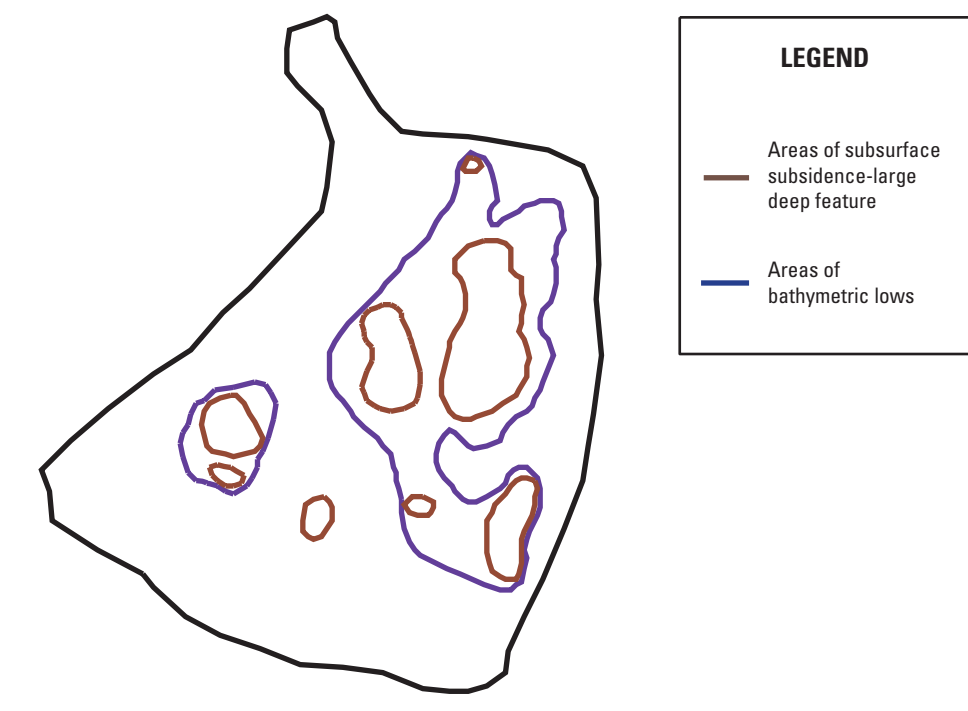 LEGEND
Areas of subsurface
subsidence-large
deep feature
Areas of
bathymetric lows